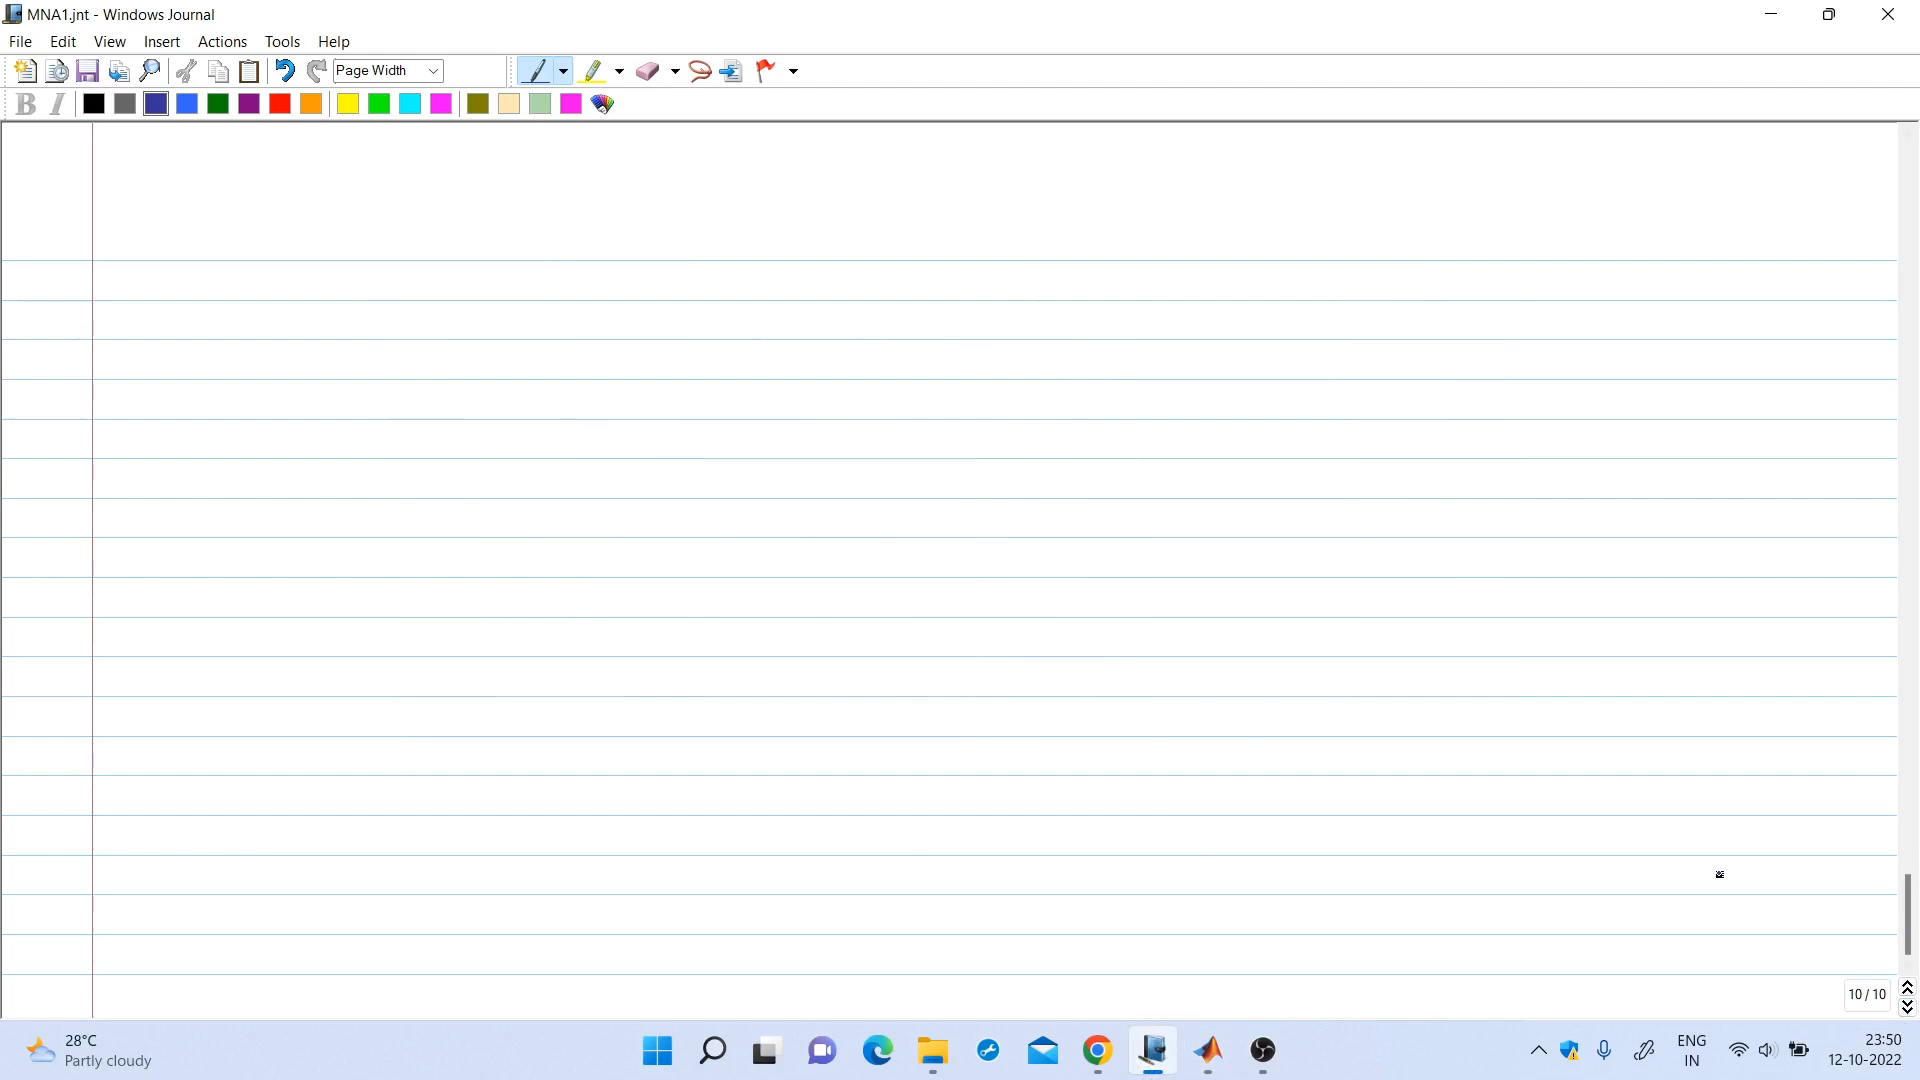 MNA1.jnt - Windows Journal
File Edit View Insert Actions Tools Help
Page Width
B I
10 / 10
28°C
Partly cloudy
ENG
IN
23:50
12-10-2022